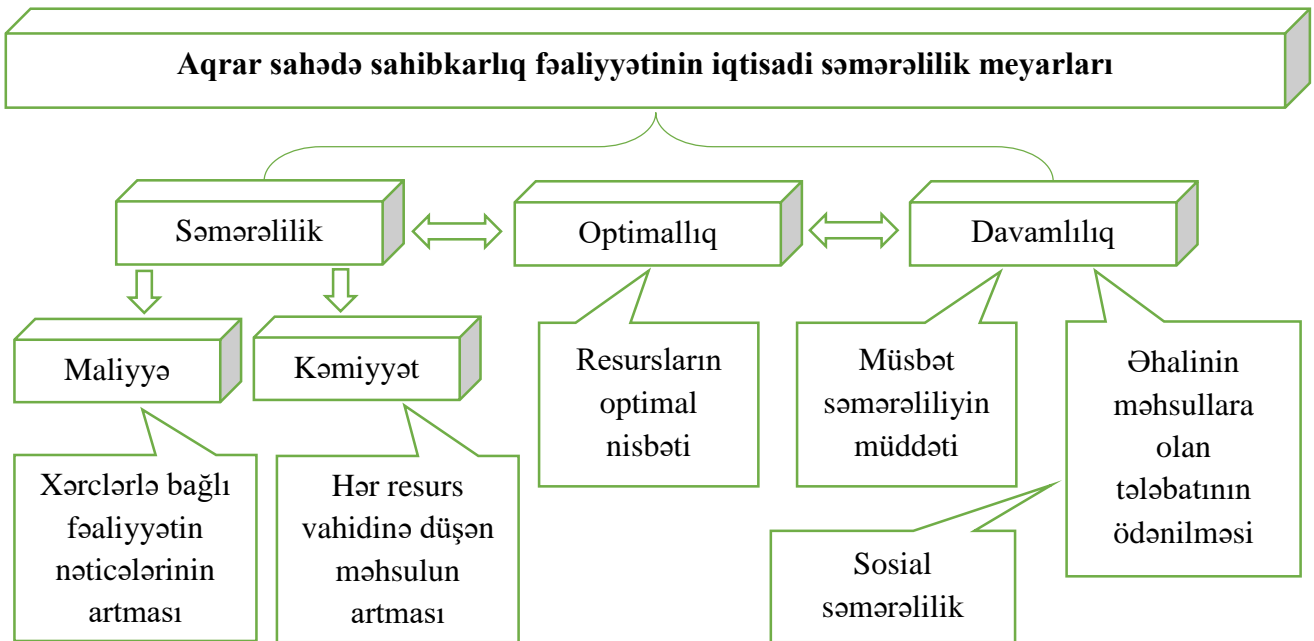 Aqrar sahədə sahibkarlıq fəaliyyətinin iqtisadi səmərəlilik meyarları
Səmərəlilik
Optimallıq
Davamlılıq
Maliyyə
Kəmiyyət
Resursların
optimal
nisbəti
Müsbət
səmərəliliyin
müddəti
Əhalinin
məhsullara
olan
tələbatının
ödənilməsi
Xərclərlə bağlı
fəaliyyətin
nəticələrinin
artması
Hər resurs
vahidinə düşən
məhsulun
artması
Sosial
səmərəlilik